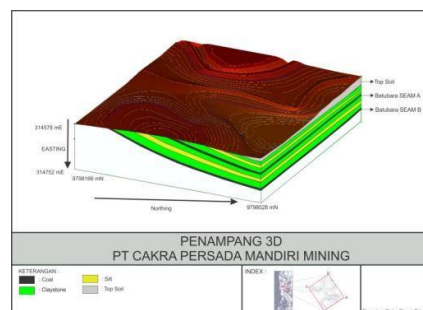 Top Soil
Batubara SEAM A
Batubara SEAM B
314578 mE
EASTING
314752 mE
9798166 mN
Northing
9798028 mN
PENAMPANG 3D
PT CAKRA PERSADA MANDIRI MINING
KETERANGAN :
: Coal
: Silt
: Claystone
: Top Soil
INDEX :